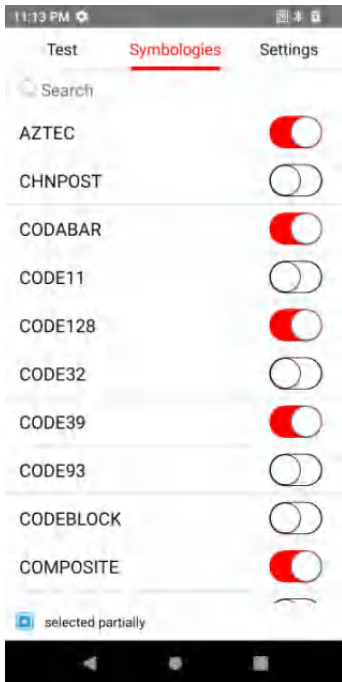 11:13 PM
Test Symbologies Settings
Search
AZTEC
CHNPOST
CODABAR
CODE11
CODE128
CODE32
CODE39
CODE93
CODEBLOCK
COMPOSITE
selected partially